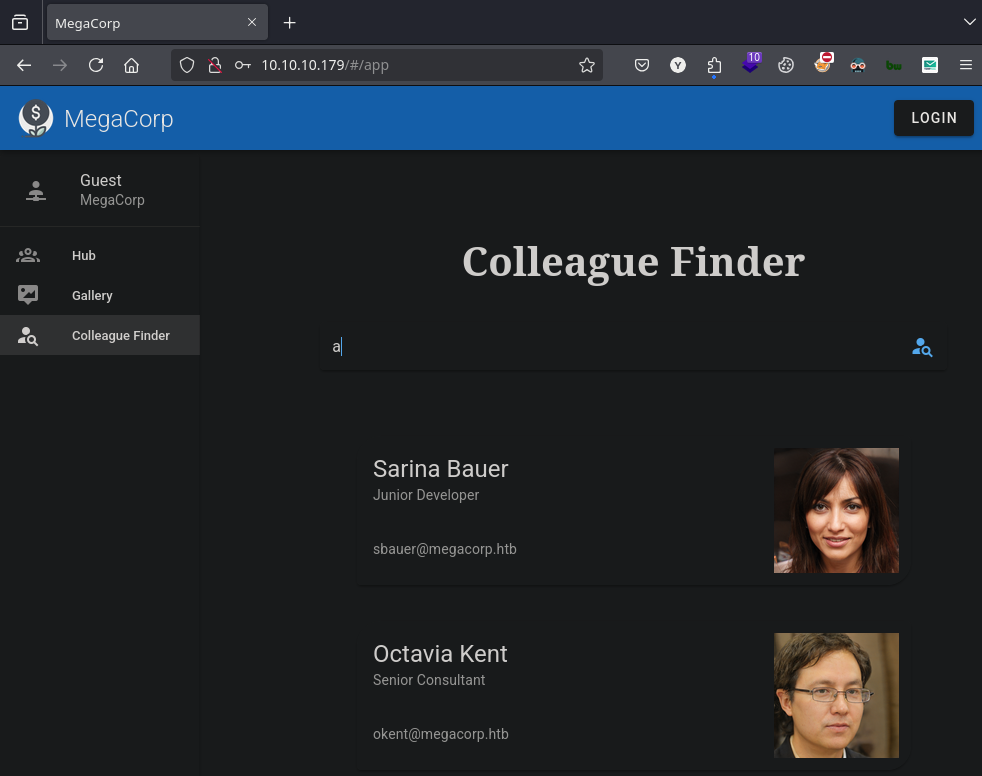 MegaCorp
10
10.10.10.179/#/app
Y
$
MegaCorp
LOGIN
Guest
MegaCorp
Hub
Gallery
Colleague Finder
Colleague Finder
a
Sarina Bauer
Junior Developer
sbauer@megacorp.htb
Octavia Kent
Senior Consultant
okent@megacorp.htb